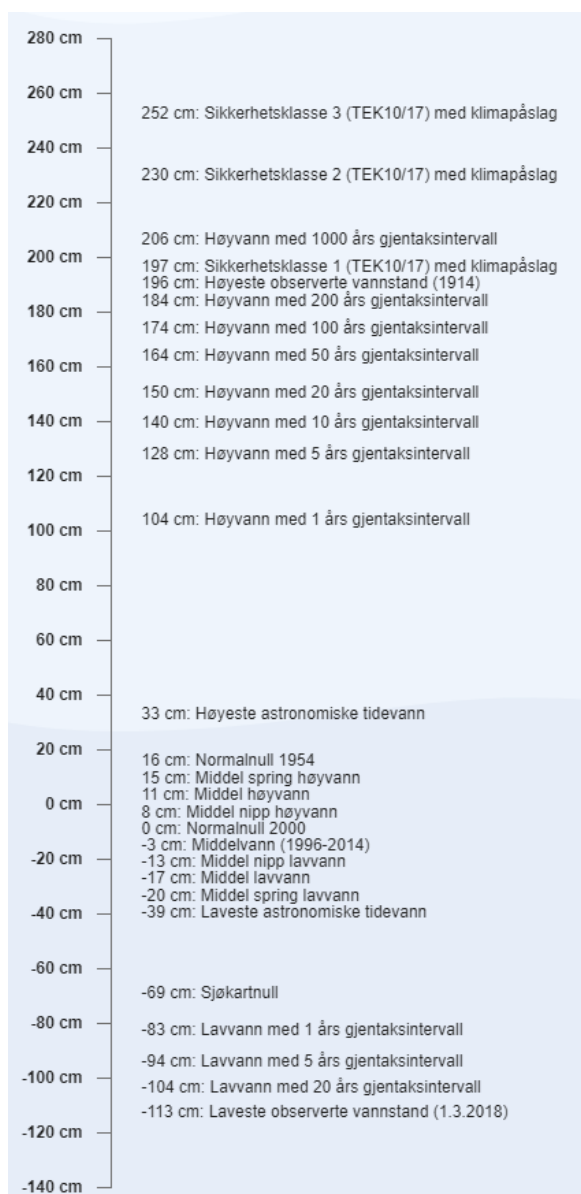 280 cm
260 cm
252 cm: Sikkerhetsklasse 3 (TEK10/17) med klimapåslag
240 cm
230 cm: Sikkerhetsklasse 2 (TEK10/17) med klimapåslag
220 cm
206 cm: Høyvann med 1000 års gjentaksintervall
200 cm
197 cm: Sikkerhetsklasse 1 (TEK10/17) med klimapåslag
196 cm: Høyeste observerte vannstand (1914)
184 cm: Høyvann med 200 års gjentaksintervall
180 cm
174 cm: Høyvann med 100 års gjentaksintervall
164 cm: Høyvann med 50 års gjentaksintervall
160 cm
150 cm: Høyvann med 20 års gjentaksintervall
140 cm
140 cm: Høyvann med 10 års gjentaksintervall
128 cm: Høyvann med 5 års gjentaksintervall
120 cm
104 cm: Høyvann med 1 års gjentaksintervall
100 cm
80 cm
60 cm
40 cm
33 cm: Høyeste astronomiske tidevann
20 cm
16 cm: Normalnull 1954
15 cm: Middel spring høyvann
11 cm: Middel høyvann
0 cm
8 cm: Middel nipp høyvann
0 cm: Normalnull 2000
-3 cm: Middelvann (1996-2014)
-20 cm
-13 cm: Middel nipp lavvann
-17 cm: Middel lavvann
-20 cm: Middel spring lavvann
-40 cm
-39 cm: Laveste astronomiske tidevann
-60 cm
-69 cm: Sjøkartnull
-80 cm
-83 cm: Lavvann med 1 års gjentaksintervall
-94 cm: Lavvann med 5 års gjentaksintervall
-100 cm
-104 cm: Lavvann med 20 års gjentaksintervall
-113 cm: Laveste observerte vannstand (1.3.2018)
-120 cm
-140 cm